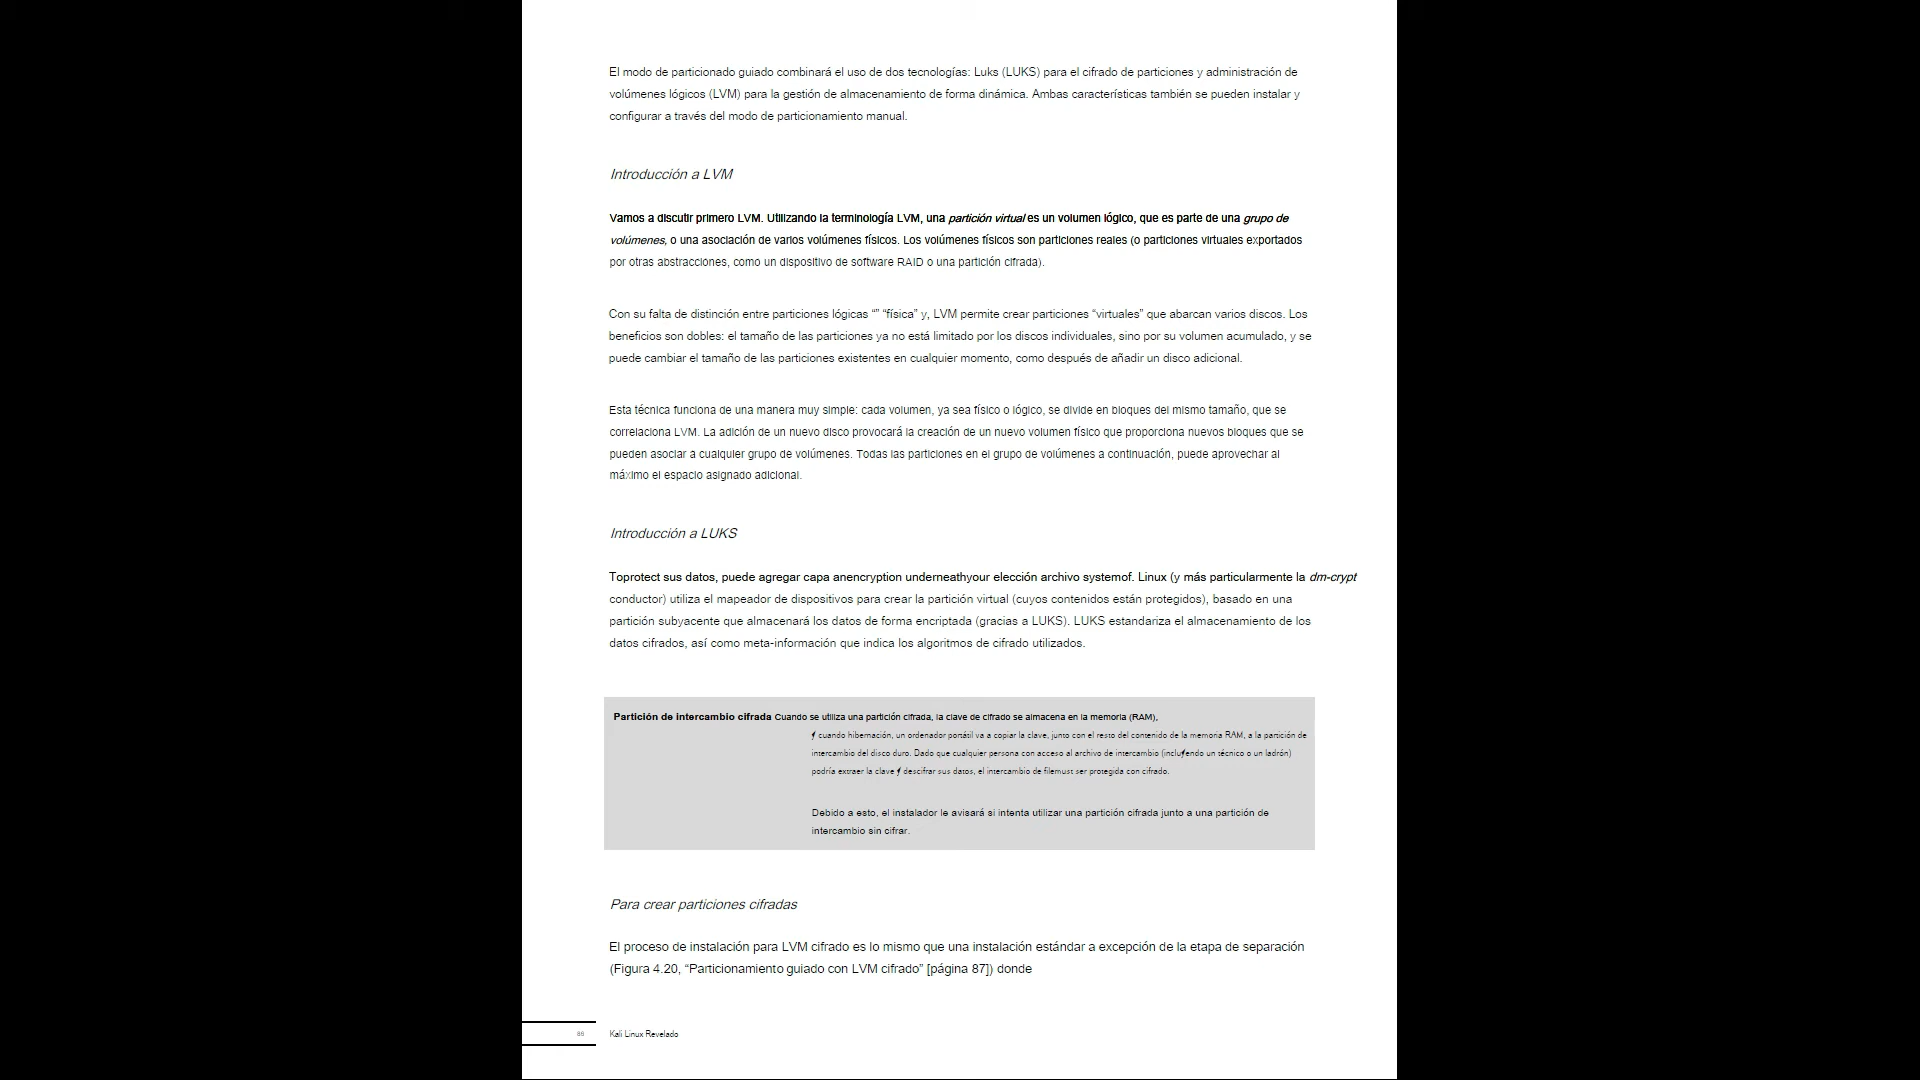 El modo de particionado guiado combinará el uso de dos tecnologías: Luks (LUKS) para el cifrado de particiones y administración de
volúmenes lógicos (LVM) para la gestión de almacenamiento de forma dinámica. Ambas características también se pueden instalar y
configurar a través del modo de particionamiento manual.
Introducción a LVM
Vamos a discutir primero LVM. Utilizando la terminología LVM, una partición virtual es un volumen lógico, que es parte de una grupo de
volúmenes, o una asociación de varios volúmenes físicos. Los volúmenes físicos son particiones reales (o particiones virtuales exportados
por otras abstracciones, como un dispositivo de software RAID o una partición cifrada).
Con su falta de distinción entre particiones lógicas “” “física” y, LVM permite crear particiones “virtuales” que abarcan varios discos. Los
beneficios son dobles: el tamaño de las particiones ya no está limitado por los discos individuales, sino por su volumen acumulado, y se
puede cambiar el tamaño de las particiones existentes en cualquier momento, como después de añadir un disco adicional.
Esta técnica funciona de una manera muy simple: cada volumen, ya sea físico o lógico, se divide en bloques del mismo tamaño, que se
correlaciona LVM. La adición de un nuevo disco provocará la creación de un nuevo volumen físico que proporciona nuevos bloques que se
pueden asociar a cualquier grupo de volúmenes. Todas las particiones en el grupo de volúmenes a continuación, puede aprovechar al
máximo el espacio asignado adicional.
Introducción a LUKS
Toprotect sus datos, puede agregar capa anencryption underneathyour elección archivo systemof. Linux (y más particularmente la dm-crypt
conductor) utiliza el mapeador de dispositivos para crear la partición virtual (cuyos contenidos están protegidos), basado en una
partición subyacente que almacenará los datos de forma encriptada (gracias a LUKS). LUKS estandariza el almacenamiento de los
datos cifrados, así como meta-información que indica los algoritmos de cifrado utilizados.
Partición de intercambio cifrada Cuando se utiliza una partición cifrada, la clave de cifrado se almacena en la memoria (RAM),
y cuando hibernación, un ordenador portátil va a copiar la clave, junto con el resto del contenido de la memoria RAM, a la partición de
intercambio del disco duro. Dado que cualquier persona con acceso al archivo de intercambio (incluyendo un técnico o un ladrón)
podría extraer la clave y descifrar sus datos, el intercambio de filemust ser protegida con cifrado.
Debido a esto, el instalador le avisará si intenta utilizar una partición cifrada junto a una partición de
intercambio sin cifrar.
Para crear particiones cifradas
El proceso de instalación para LVM cifrado es lo mismo que una instalación estándar a excepción de la etapa de separación
(Figura 4.20, “Particionamiento guiado con LVM cifrado” [página 87]) donde
86 Kali Linux Revelado